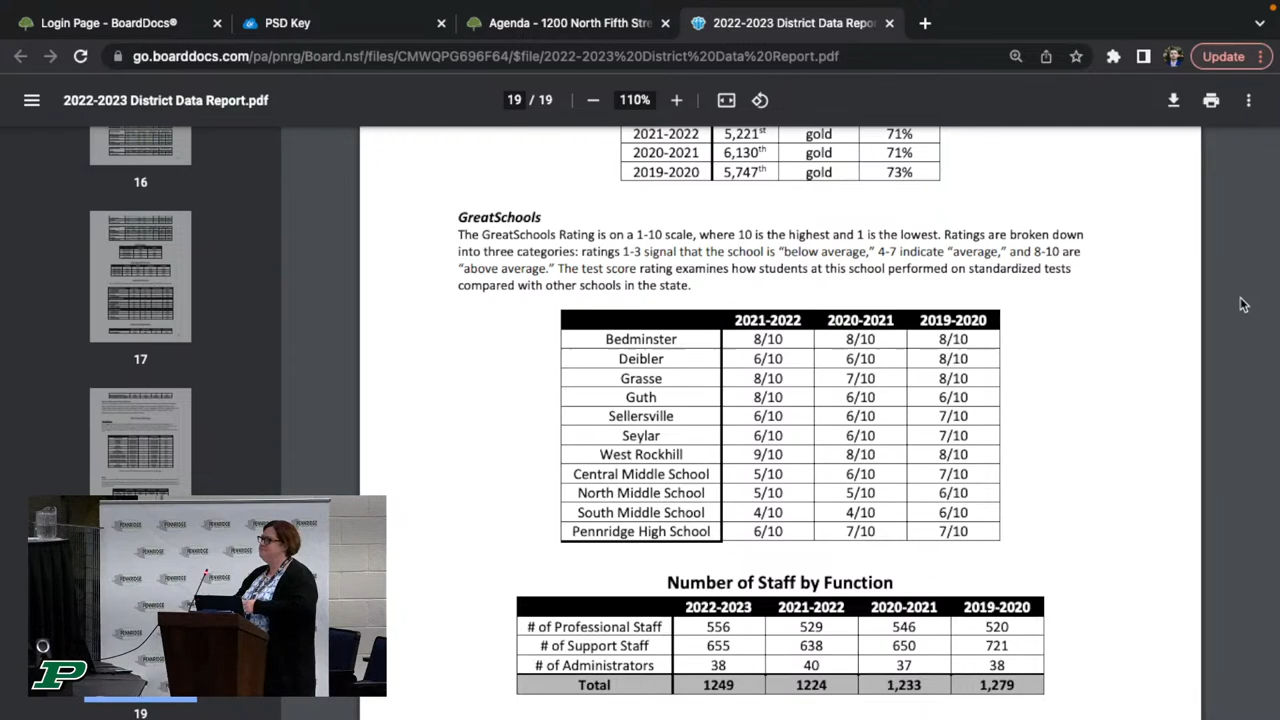 Login Page - BoardDocs®
PSD Key
Agenda - 1200 North Fifth Stre
2022-2023 District Data Repor
go.boarddocs.com/pa/pnrg/Board.nsf/files/CMWQPG696F64/$file/2022-2023%20District%20Data%20Report.pdf
Update
2022-2023 District Data Report.pdf
19 / 19
110%
16
17
19
2021-2022 5,221st gold 71%
2020-2021 6,130th gold 71%
2019-2020 5,747th gold 73%
GreatSchools
The GreatSchools Rating is on a 1-10 scale, where 10 is the highest and 1 is the lowest. Ratings are broken down
into three categories: ratings 1-3 signal that the school is “below average,” 4-7 indicate “average,” and 8-10 are
“above average.” The test score rating examines how students at this school performed on standardized tests
compared with other schools in the state.
2021-2022 2020-2021 2019-2020
Bedminster 8/10 8/10 8/10
Deibler 6/10 6/10 8/10
Grasse 8/10 7/10 8/10
Guth 8/10 6/10 6/10
Sellersville 6/10 6/10 7/10
Seylar 6/10 6/10 7/10
West Rockhill 9/10 8/10 8/10
Central Middle School 5/10 6/10 7/10
North Middle School 5/10 5/10 6/10
South Middle School 4/10 4/10 6/10
Pennridge High School 6/10 7/10 7/10
Number of Staff by Function
2022-2023 2021-2022 2020-2021 2019-2020
# of Professional Staff 556 529 546 520
# of Support Staff 655 638 650 721
# of Administrators 38 40 37 38
Total 1249 1224 1,233 1,279
PENNRIDGE
P